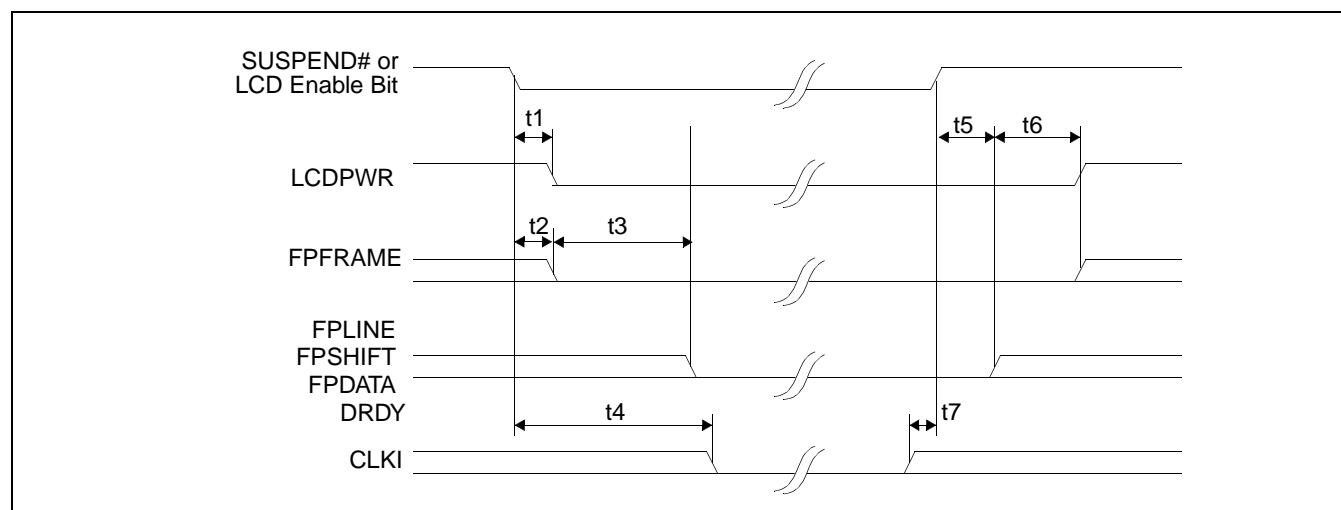 SUSPEND# or
LCD Enable Bit
t1
t5
t6
LCDPWR
t2
t3
FPFRAME
FPLINE
FPSHIFT
FPDATA
DRDY
t4
t7
CLKI